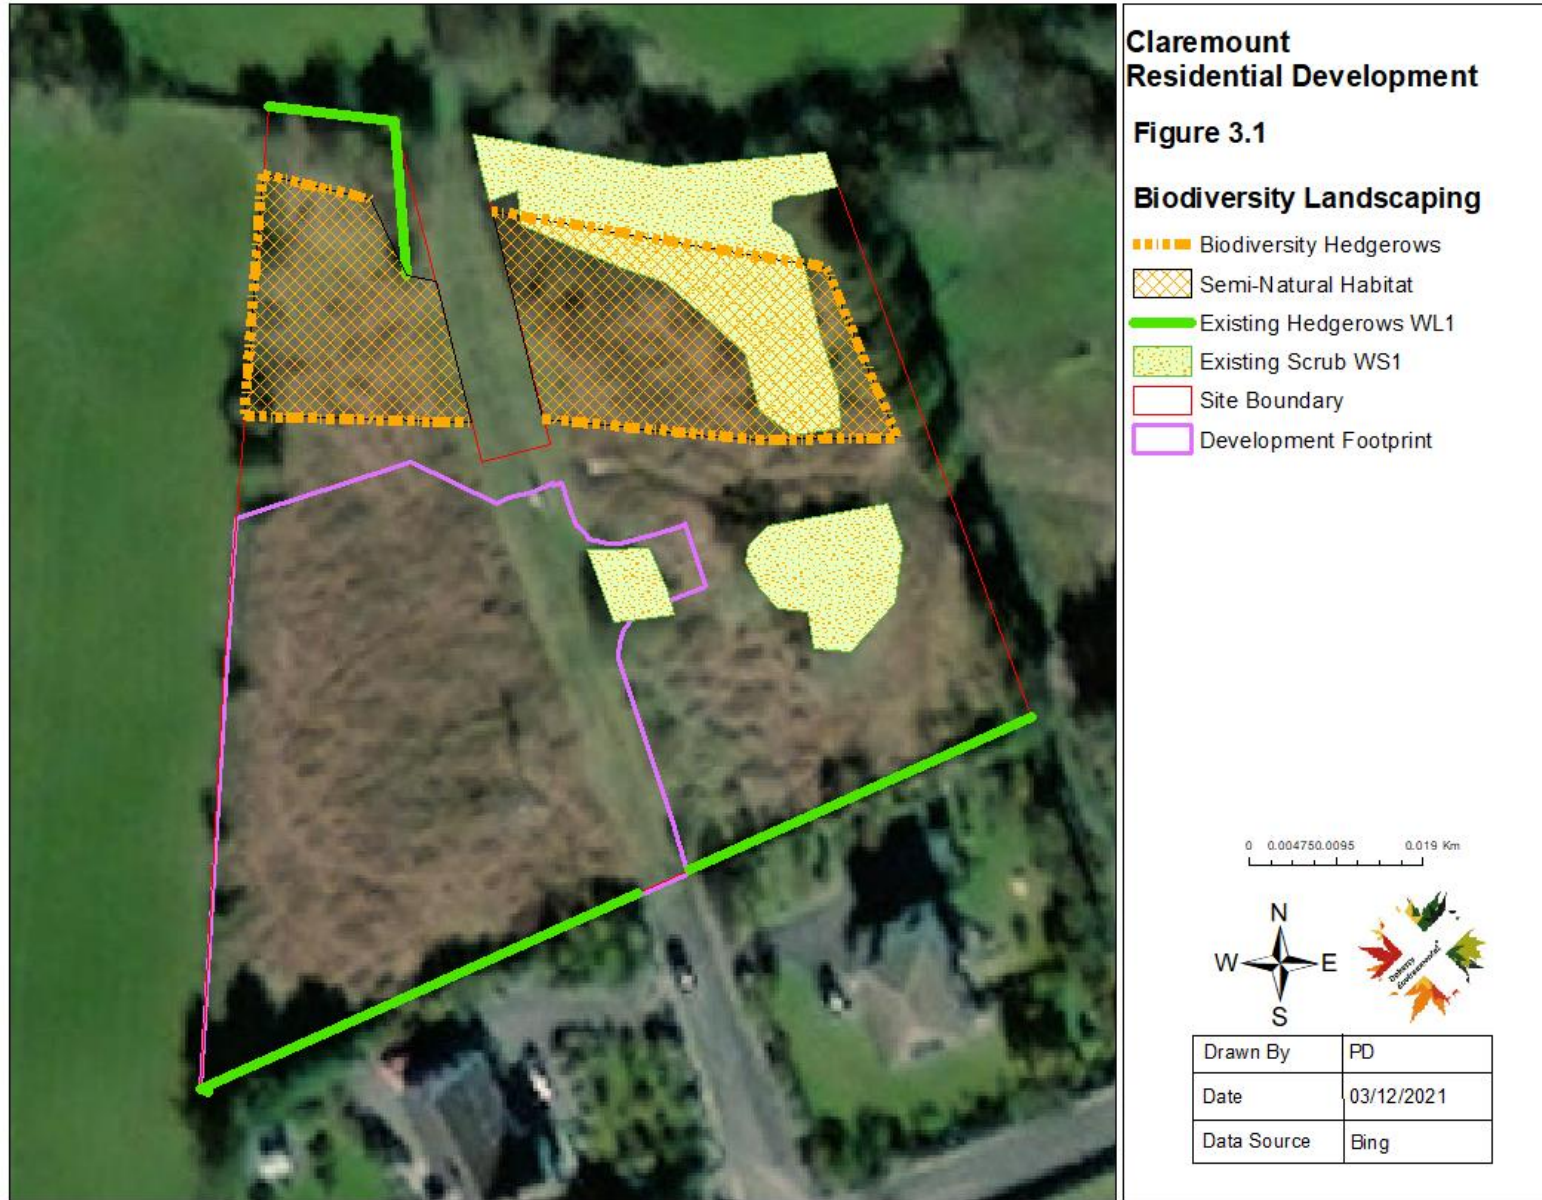 Claremount
Residential Development
Figure 3.1
Biodiversity Landscaping
Biodiversity Hedgerows
Semi-Natural Habitat
Existing Hedgerows WL1
Existing Scrub WS1
Site Boundary
Development Footprint
0 0.004750.0095 0.019 Km
N
W E
S
Doherty
Environmental
Drawn By PD
Date 03/12/2021
Data Source Bing